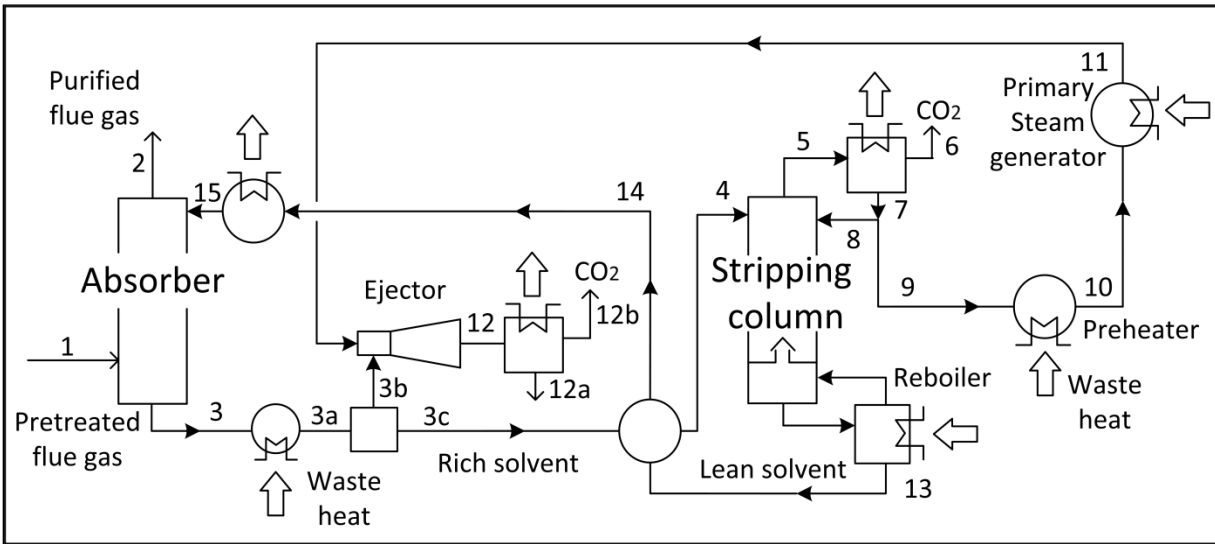 11
Purified
flue gas
CO2
Primary
Steam
generator
5
6
2
15
14
4
7
8
Absorber
Stripping
column
CO2
Ejector
9
10
12
12b
Preheater
1
3b
12a
Reboiler
Waste
heat
Pretreated
flue gas
3
3a
3c
Rich solvent
Lean solvent
13
Waste
heat